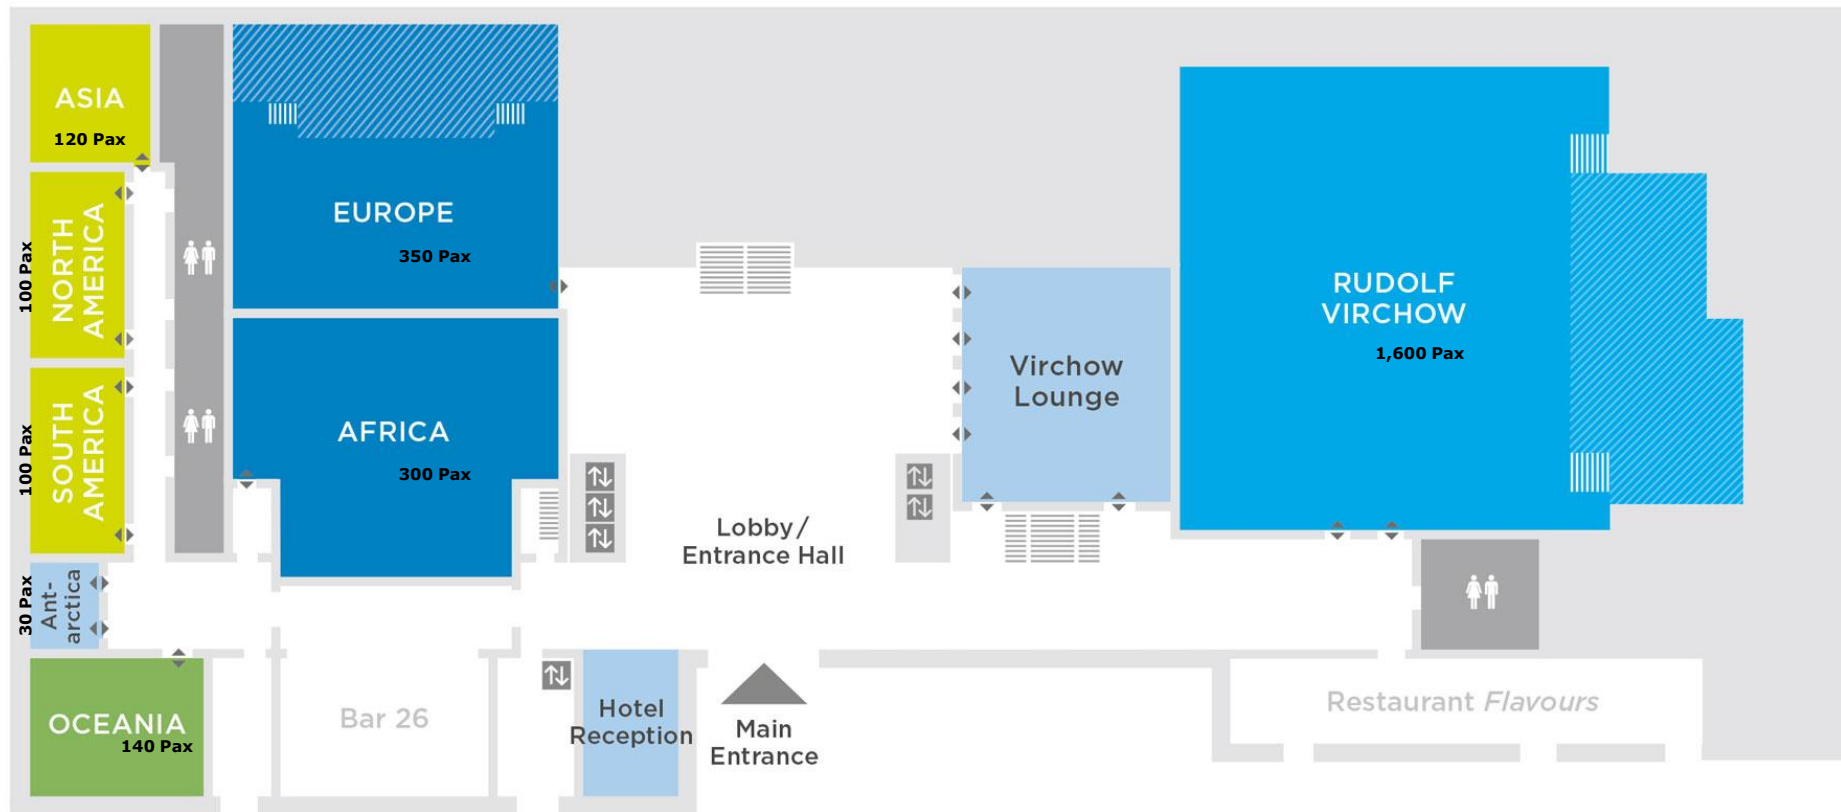 ASIA
120 Pax
NORTH
AMERICA
100 Pax
SOUTH
AMERICA
100 Pax
Ant-
arctica
30 Pax
OCEANIA
140 Pax
EUROPE
350 Pax
AFRICA
300 Pax
Bar 26
Lobby/
Entrance Hall
Hotel
Reception
Main
Entrance
Virchow
Lounge
RUDOLF
VIRCHOW
1,600 Pax
Restaurant Flavours